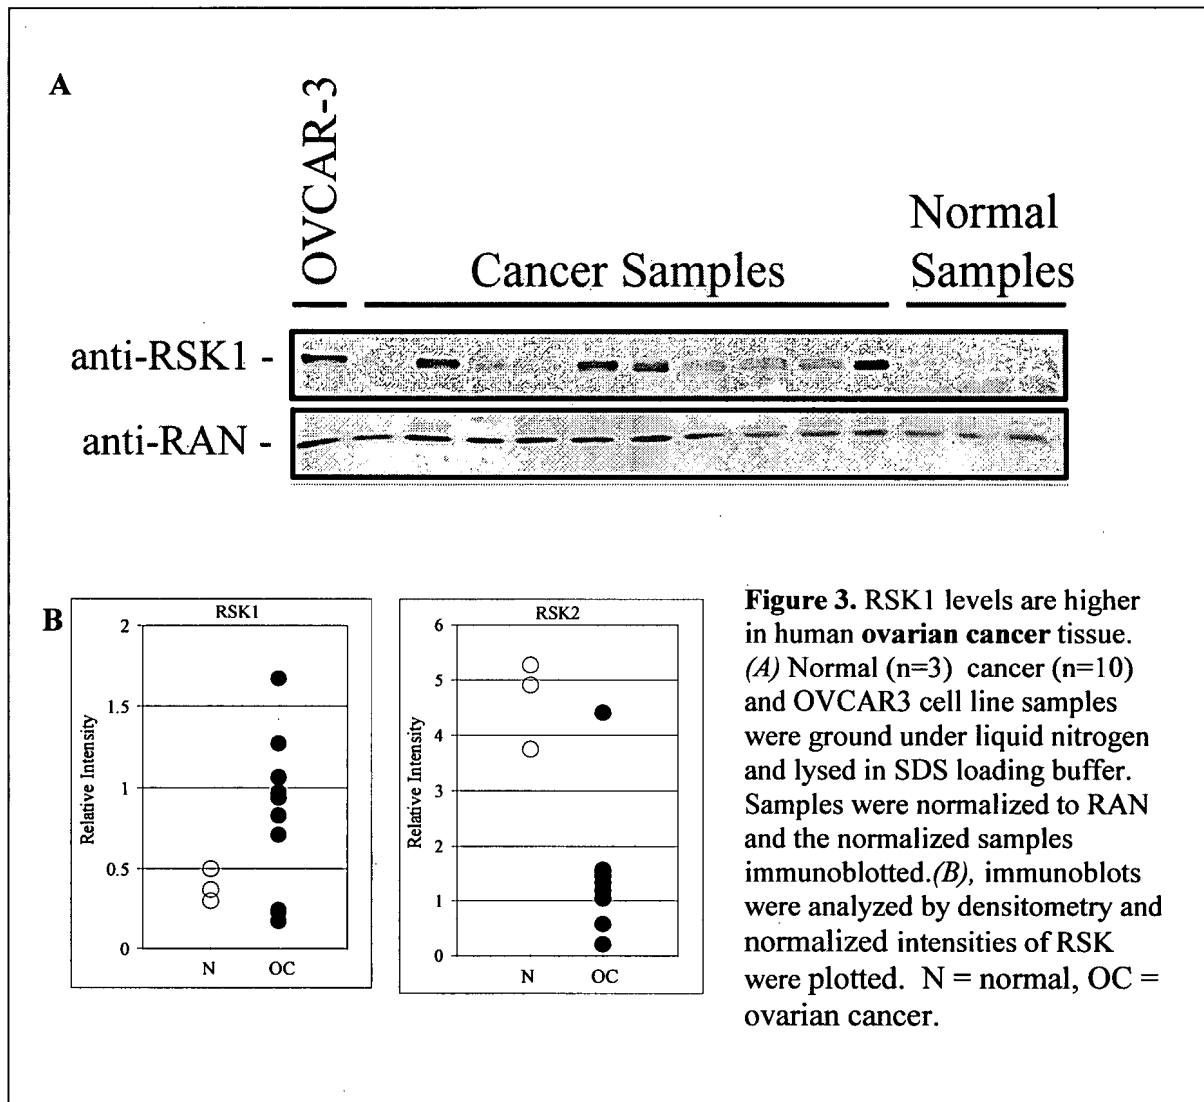 A
OVCAR-3
Cancer Samples
Normal
Samples
anti-RSK1 -
anti-RAN -
B
RSK1
2
1.5
1
0.5
0
Relative Intensity
N OC
RSK2
6
5
4
3
2
1
0
Relative Intensity
N OC
Figure 3. RSK1 levels are higher
in human ovarian cancer tissue.
(A) Normal (n=3) cancer (n=10)
and OVCAR3 cell line samples
were ground under liquid nitrogen
and lysed in SDS loading buffer.
Samples were normalized to RAN
and the normalized samples
immunoblotted.(B), immunoblots
were analyzed by densitometry and
normalized intensities of RSK
were plotted. N = normal, OC =
ovarian cancer.